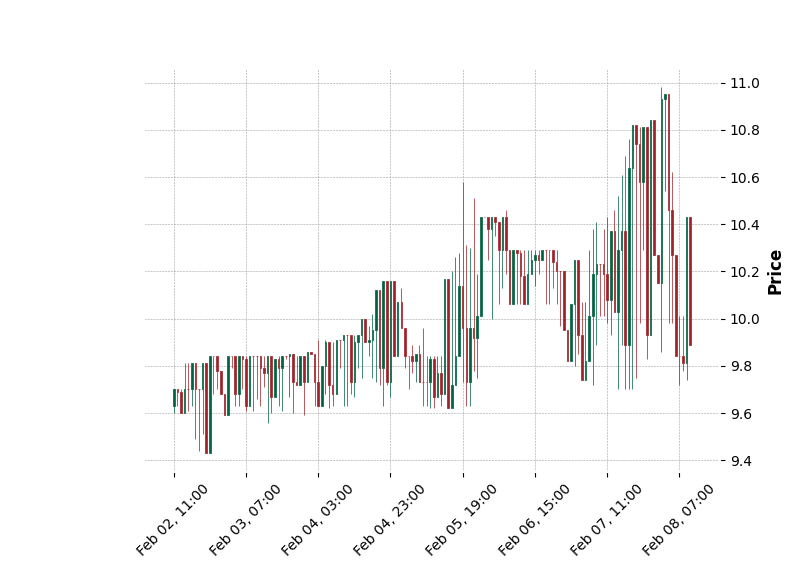 11.0
10.8
10.6
10.4
10.2
10.0
9.8
9.6
9.4
Price
Feb 02, 11:00
Feb 03, 07:00
Feb 04, 03:00
Feb 04, 23:00
Feb 05, 19:00
Feb 06, 15:00
Feb 07, 11:00
Feb 08, 07:00